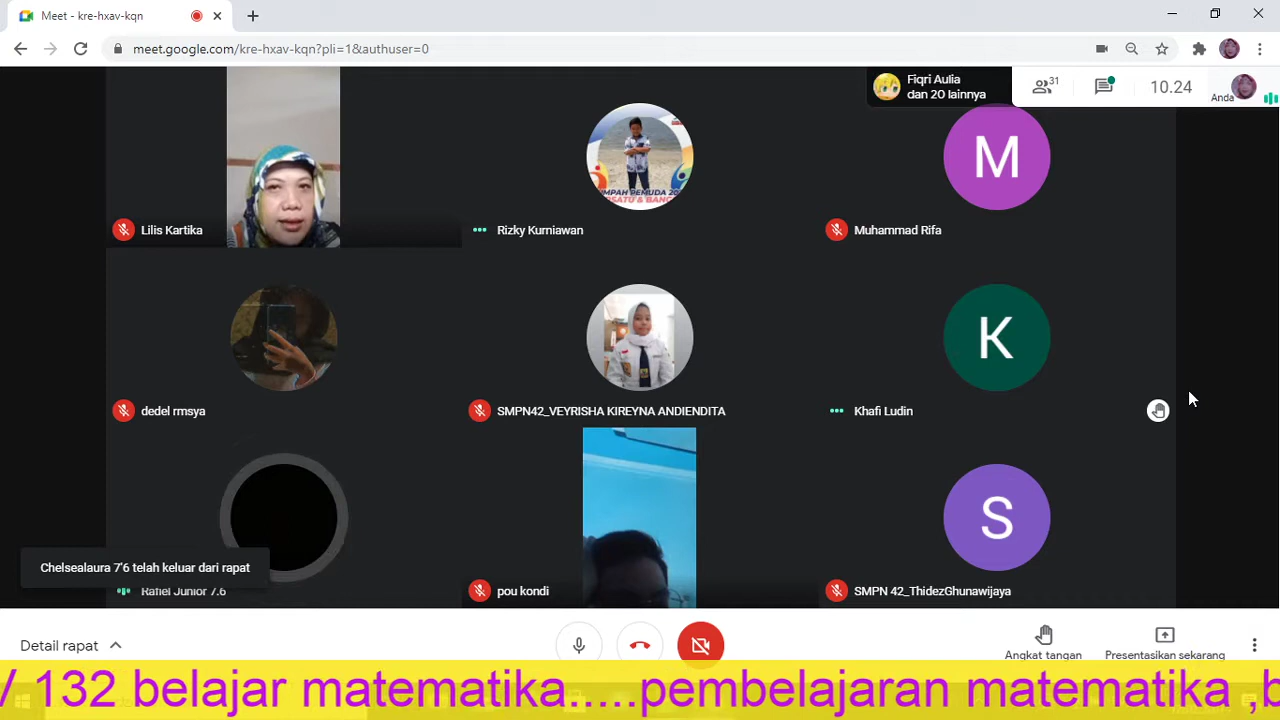 Meet - kre-hxav-kqn
meet.google.com/kre-hxav-kqn?pli=1&authuser=0
Fiqri Aulia
dan 20 lainnya
31
10.24
Anda
Lilis Kartika
Rizky Kurniawan
MPAH PEMUDA
M
Muhammad Rifa
dedel rmsya
SMPN42_VEYRISHA KIREYNA ANDIENDITA
K
Khafi Ludin
Chelsealaura 7'6 telah keluar dari rapat
Rafiel Junior 7.6
pou kondi
S
SMPN 42_ThidezGhunawijaya
Detail rapat
Angkat tangan
Presentasikan sekarang
/ 132 belajar matematika.....pembelajaran matematika ,b